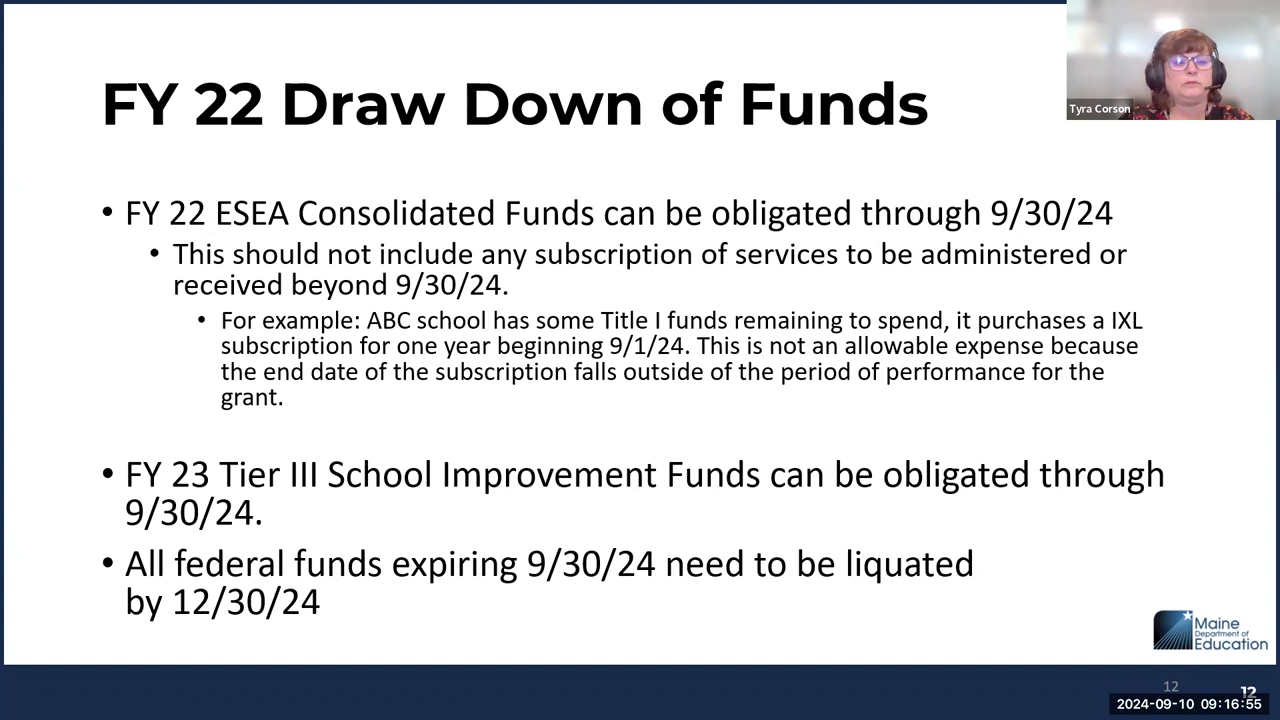 FY 22 Draw Down of Funds
Tyra Corson
• FY 22 ESEA Consolidated Funds can be obligated through 9/30/24
• This should not include any subscription of services to be administered or
received beyond 9/30/24.
• For example: ABC school has some Title I funds remaining to spend, it purchases a IXL
subscription for one year beginning 9/1/24. This is not an allowable expense because
the end date of the subscription falls outside of the period of performance for the
grant.
• FY 23 Tier III School Improvement Funds can be obligated through
9/30/24.
• All federal funds expiring 9/30/24 need to be liquated
by 12/30/24
Maine
Department of
Education
12
12
2024-09-10 09:16:55